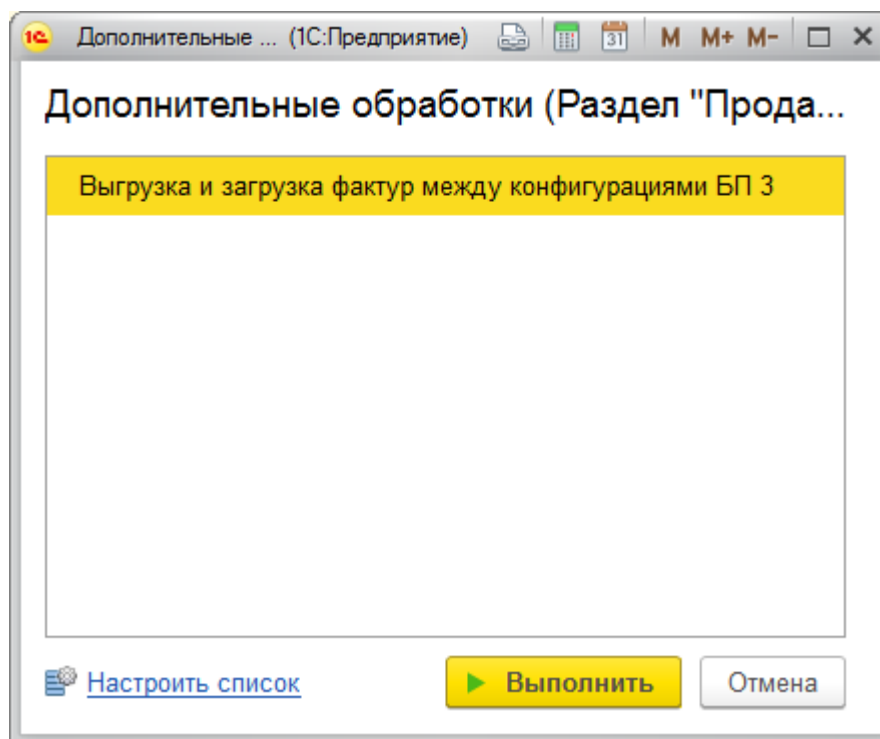 1С Дополнительные ... (1С:Предприятие) 31 M M+ M-
Дополнительные обработки (Раздел "Прода...
Выгрузка и загрузка фактур между конфигурациями БП 3
Настроить список Выполнить Отмена